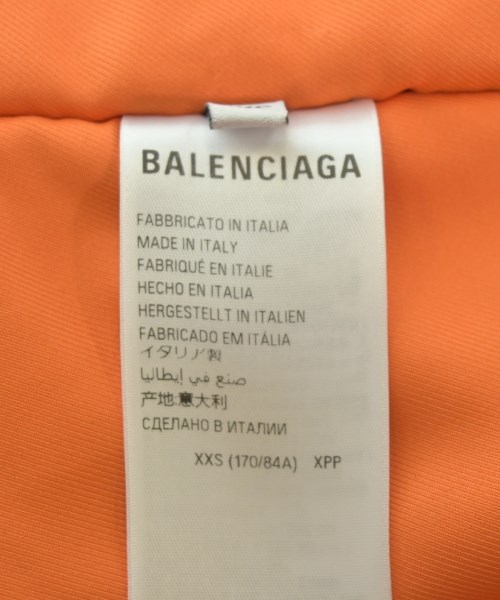 BALENCIAGA
FABBRICATO IN ITALIA
MADE IN ITALY
FABRIQUÉ EN ITALIE
HECHO EN ITALIA
HERGESTELLT IN ITALIEN
FABRICADO EM ITÁLIA
イタリア製
صنع في إيطاليا
产地:意大利
СДЕЛАНО В ИТАЛИИ
XXS (170/84A) XPP